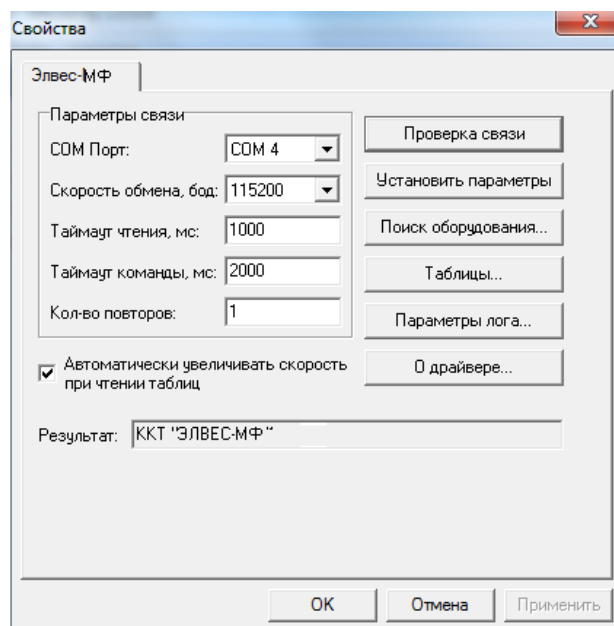 Свойства
Элвес-МФ
Параметры связи
COM Порт: COM 4
Скорость обмена, бод: 115200
Таймаут чтения, мс: 1000
Таймаут команды, мс: 2000
Кол-во повторов: 1
Автоматически увеличивать скорость
при чтении таблиц
Проверка связи
Установить параметры
Поиск оборудования...
Таблицы...
Параметры лога...
О драйвере...
Результат: ККТ "ЭЛВЕС-МФ"
OK Отмена Применить